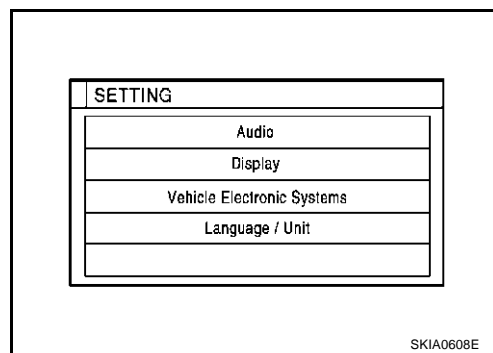 SETTING
Audio
Display
Vehicle Electronic Systems
Language / Unit
SKIA0608E